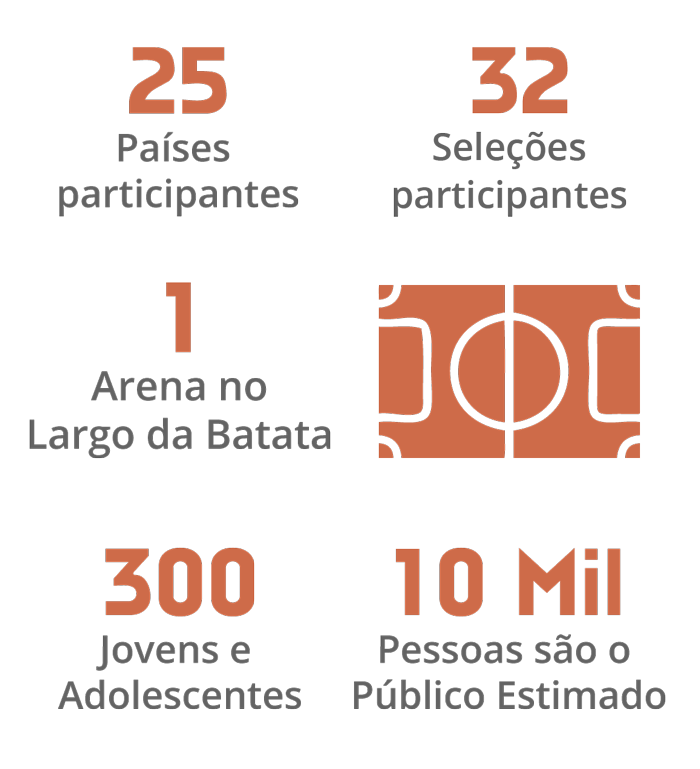 25
Países
participantes
32
Seleções
participantes
1
Arena no
Largo da Batata
300
Jovens e
Adolescentes
10 Mil
Pessoas são o
Público Estimado